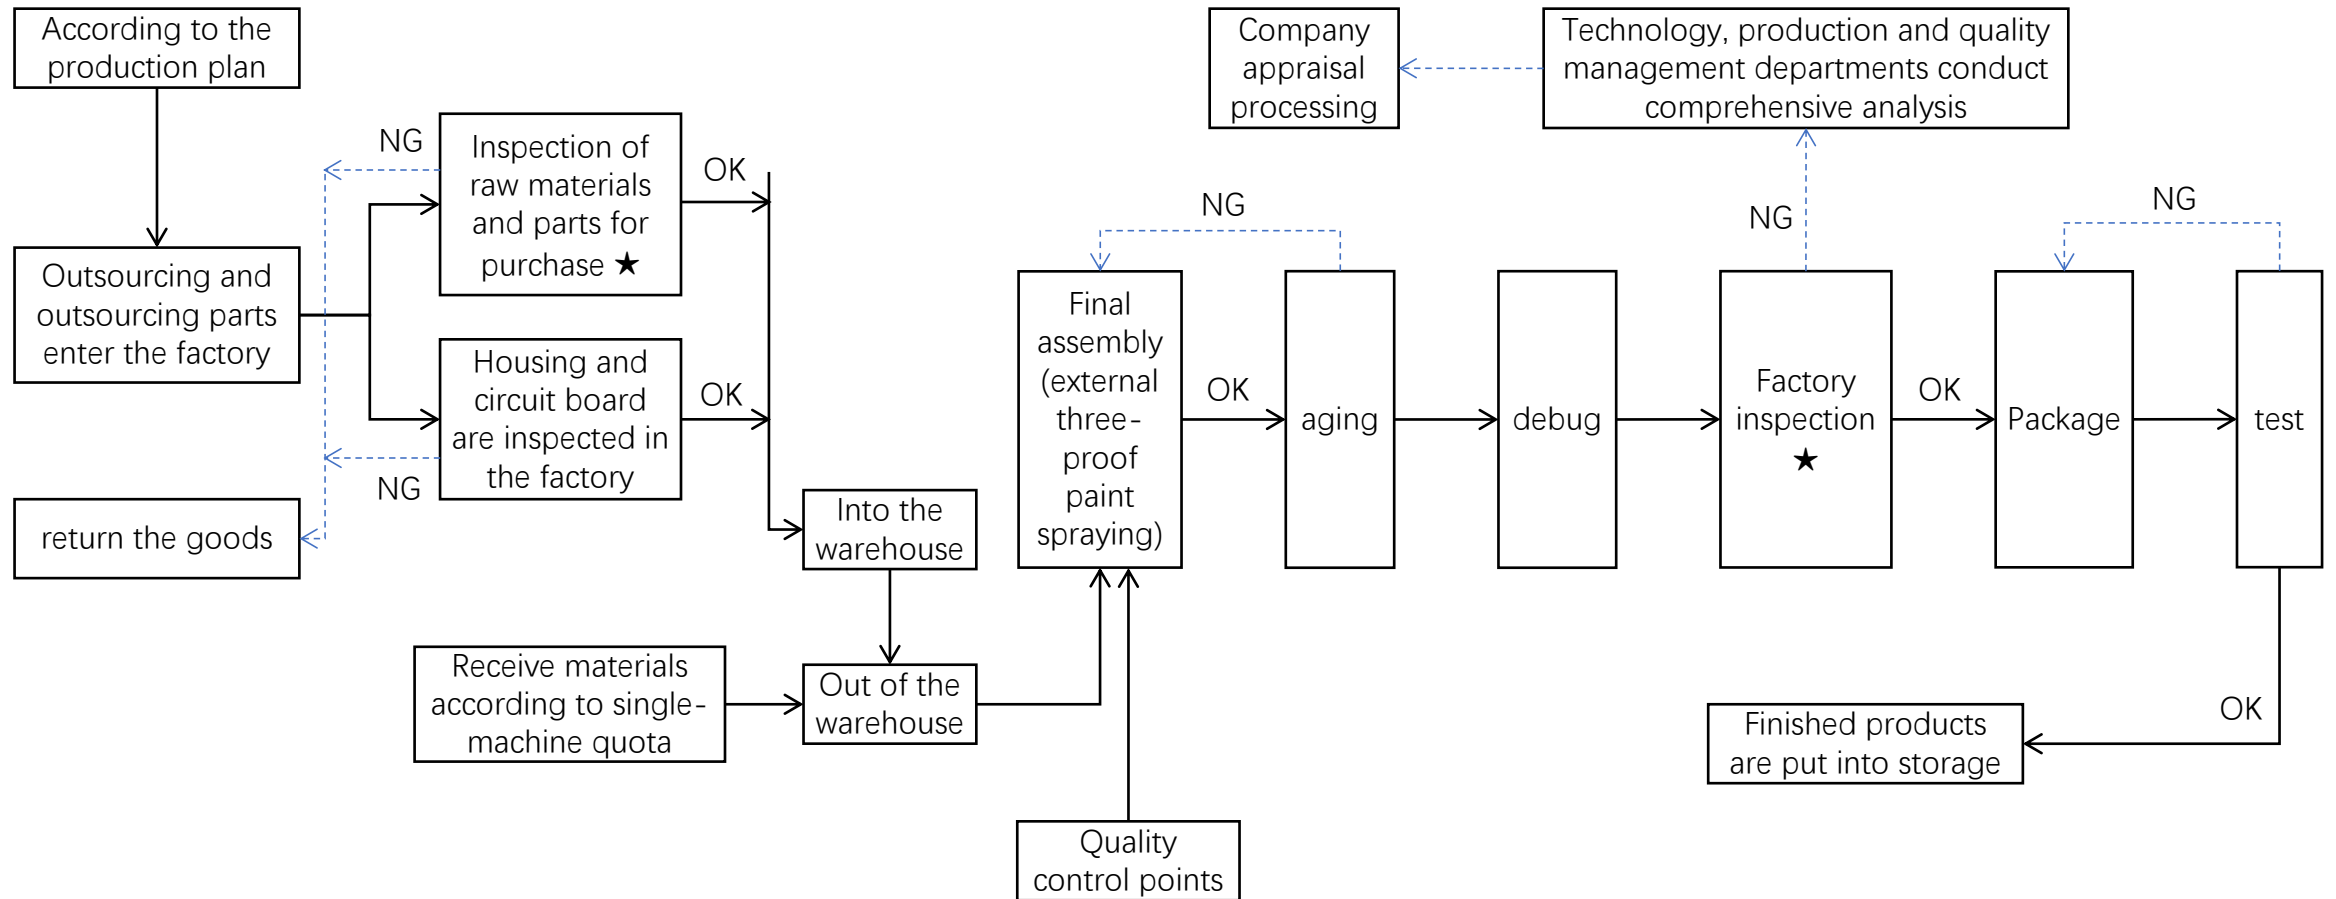 According to the
production plan
Company
appraisal
processing
Technology, production and quality
management departments conduct
comprehensive analysis
NG
Inspection of
raw materials
and parts for
purchase ★
OK
NG
NG
NG
Outsourcing and
outsourcing parts
enter the factory
Housing and
circuit board
are inspected in
the factory
OK
NG
return the goods
Into the
warehouse
Final
assembly
(external
three-
proof
paint
spraying)
OK
aging
debug
Factory
inspection
★
OK
Package
test
Receive materials
according to single-
machine quota
Out of the
warehouse
OK
Finished products
are put into storage
Quality
control points